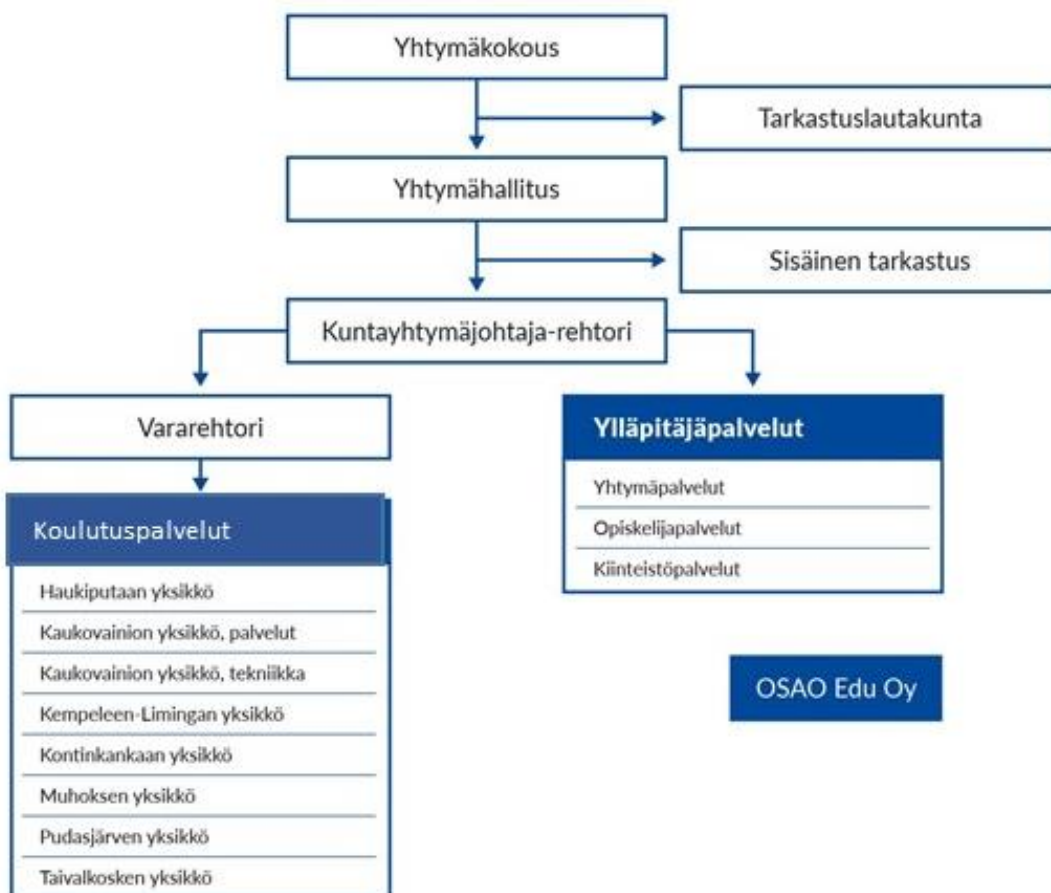 Yhtymäkokous
Tarkastuslautakunta
Yhtymähallitus
Sisäinen tarkastus
Kuntayhtymäjohtaja-rehtori
Vararehtori
Koulutuspalvelut
Haukiputaan yksikkö
Kaukovainion yksikkö, palvelut
Kaukovainion yksikkö, tekniikka
Kempeleen-Limingan yksikkö
Kontinkankaan yksikkö
Muhoksen yksikkö
Pudasjärven yksikkö
Taivalkosken yksikkö
Ylläpitäjäpalvelut
Yhtymäpalvelut
Opiskelijapalvelut
Kiinteistöpalvelut
OSAO Edu Oy